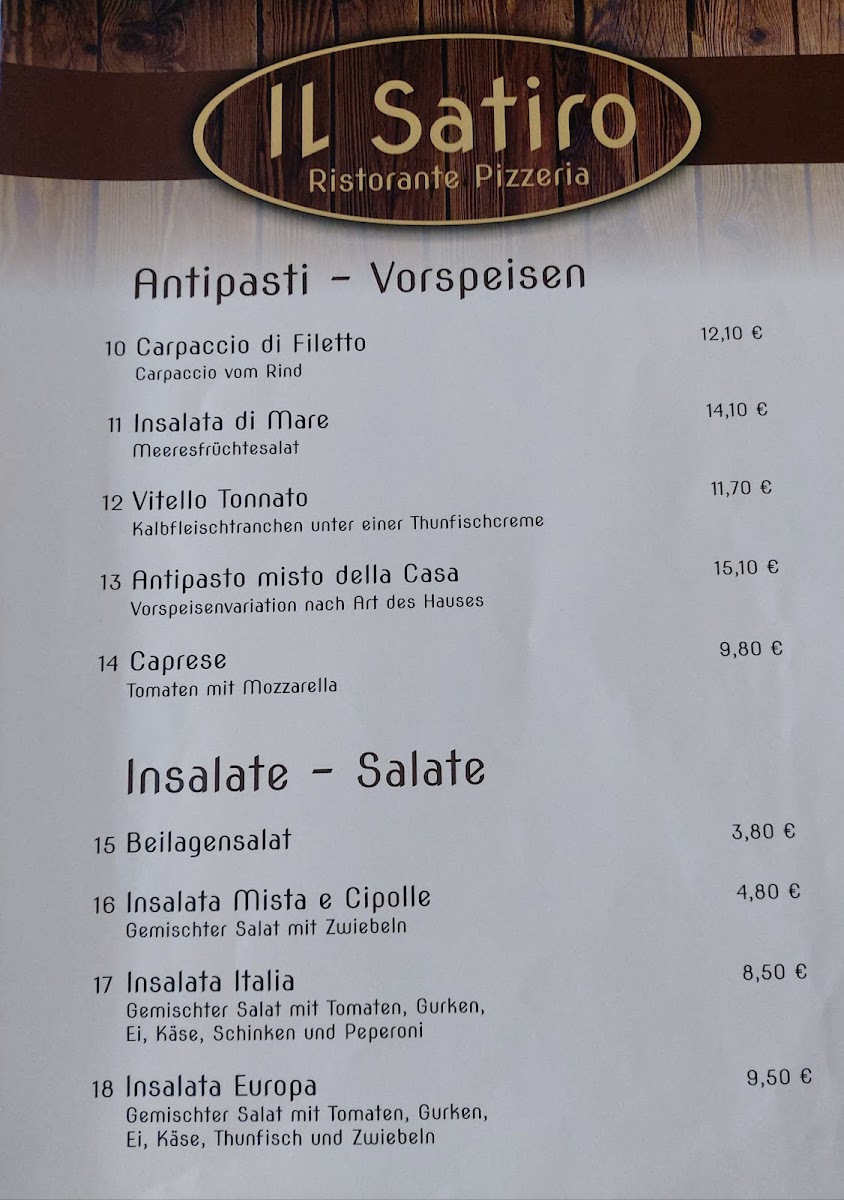 IL Satiro
Ristorante Pizzeria
Antipasti - Vorspeisen
10 Carpaccio di Filetto 12,10 €
Carpaccio vom Rind
11 Insalata di Mare 14,10 €
Meeresfrüchtesalat
12 Vitello Tonnato 11,70 €
Kalbfleischtranchen unter einer Thunfischcreme
13 Antipasto misto della Casa 15,10 €
Vorspeisenvariation nach Art des Hauses
14 Caprese 9,80 €
Tomaten mit Mozzarella
Insalate - Salate
15 Beilagensalat 3,80 €
16 Insalata Mista e Cipolle 4,80 €
Gemischter Salat mit Zwiebeln
17 Insalata Italia 8,50 €
Gemischter Salat mit Tomaten, Gurken,
Ei, Käse, Schinken und Peperoni
18 Insalata Europa 9,50 €
Gemischter Salat mit Tomaten, Gurken,
Ei, Käse, Thunfisch und Zwiebeln